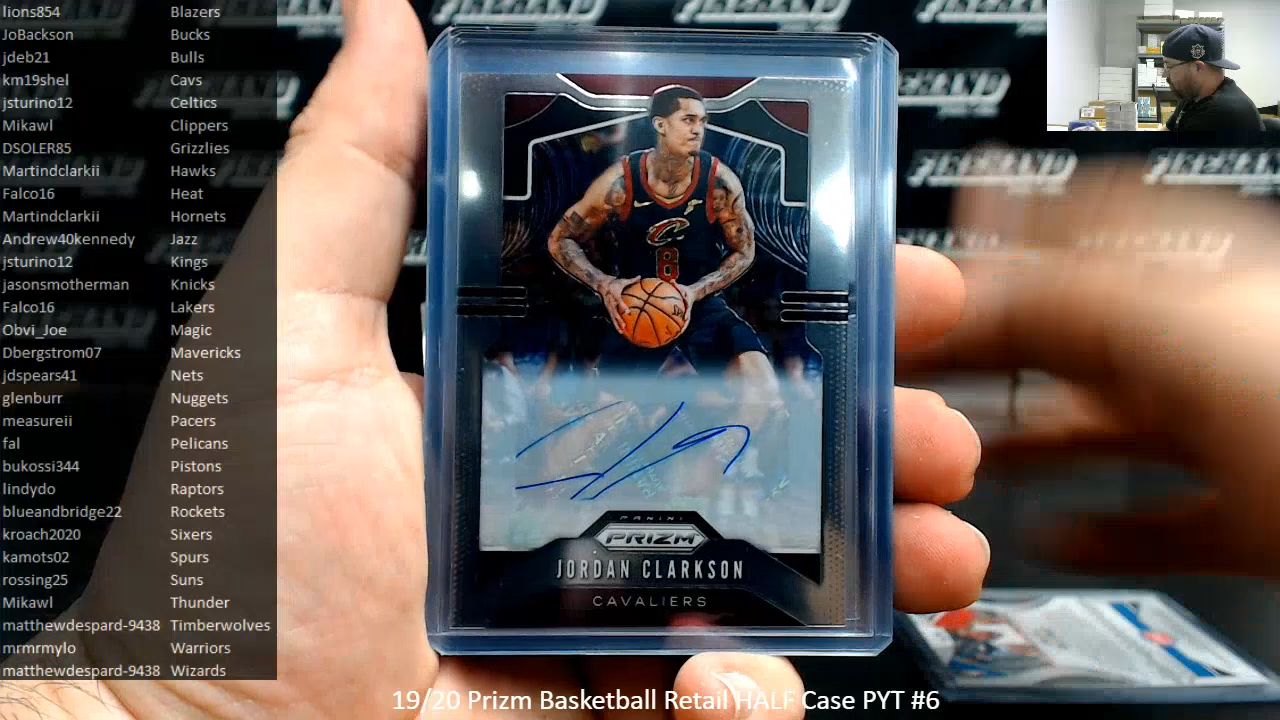 lions854 Blazers
JoBackson Bucks
jdeb21 Bulls
km19shel Cavs
jsturino12 Celtics
Mikawl Clippers
DSOLER85 Grizzlies
Martindclarkii Hawks
Falco16 Heat
Martindclarkii Hornets
Andrew40kennedy Jazz
jsturino12 Kings
jasonsmotherman Knicks
Falco16 Lakers
Obvi_Joe Magic
Dbergstrom07 Mavericks
jdspears41 Nets
glenburr Nuggets
measureii Pacers
fal Pelicans
bukossi344 Pistons
lindydo Raptors
blueandbridge22 Rockets
kroach2020 Sixers
kamots02 Spurs
rossing25 Suns
Mikawl Thunder
matthewdespard-9438 Timberwolves
mrmrmylo Warriors
matthewdespard-9438 Wizards
C
8
PANINI
PRIZM
JORDAN CLARKSON
CAVALIERS
19/20 Prizm Basketball Retail HALF Case PYT #6